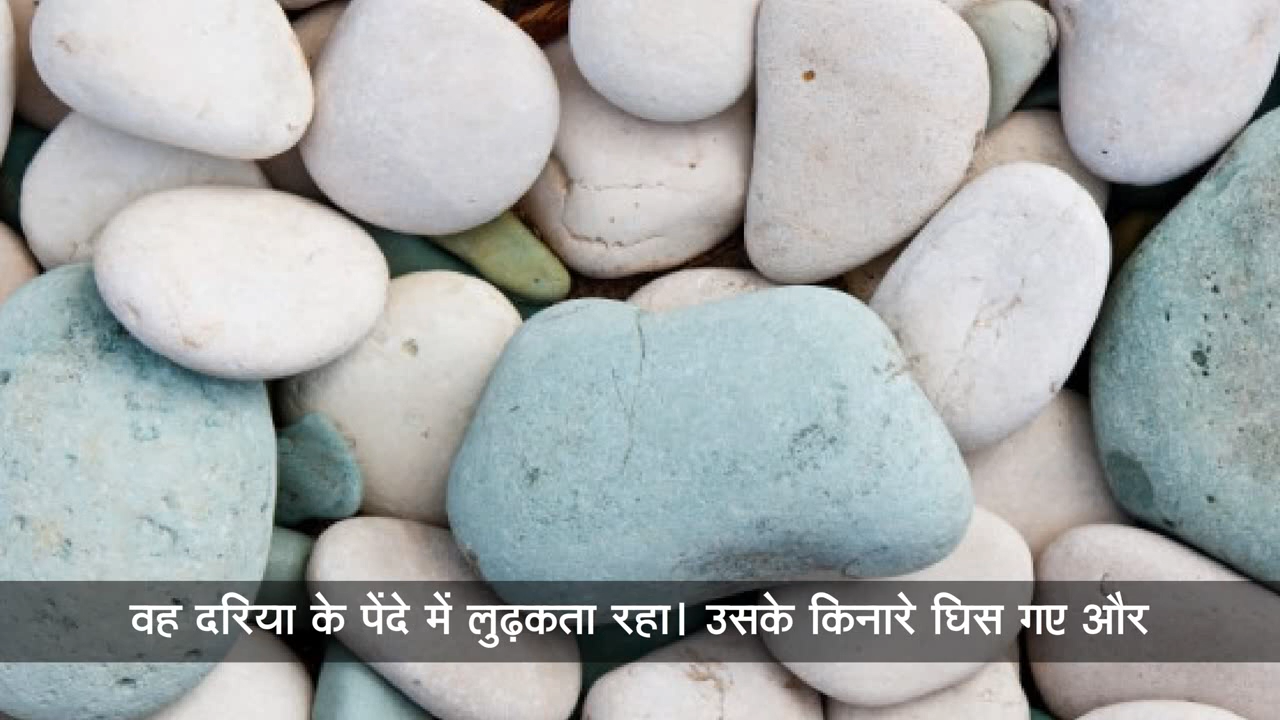 वह दरिया के पेंदे में लुढ़कता रहा। उसके किनारे घिस गए और